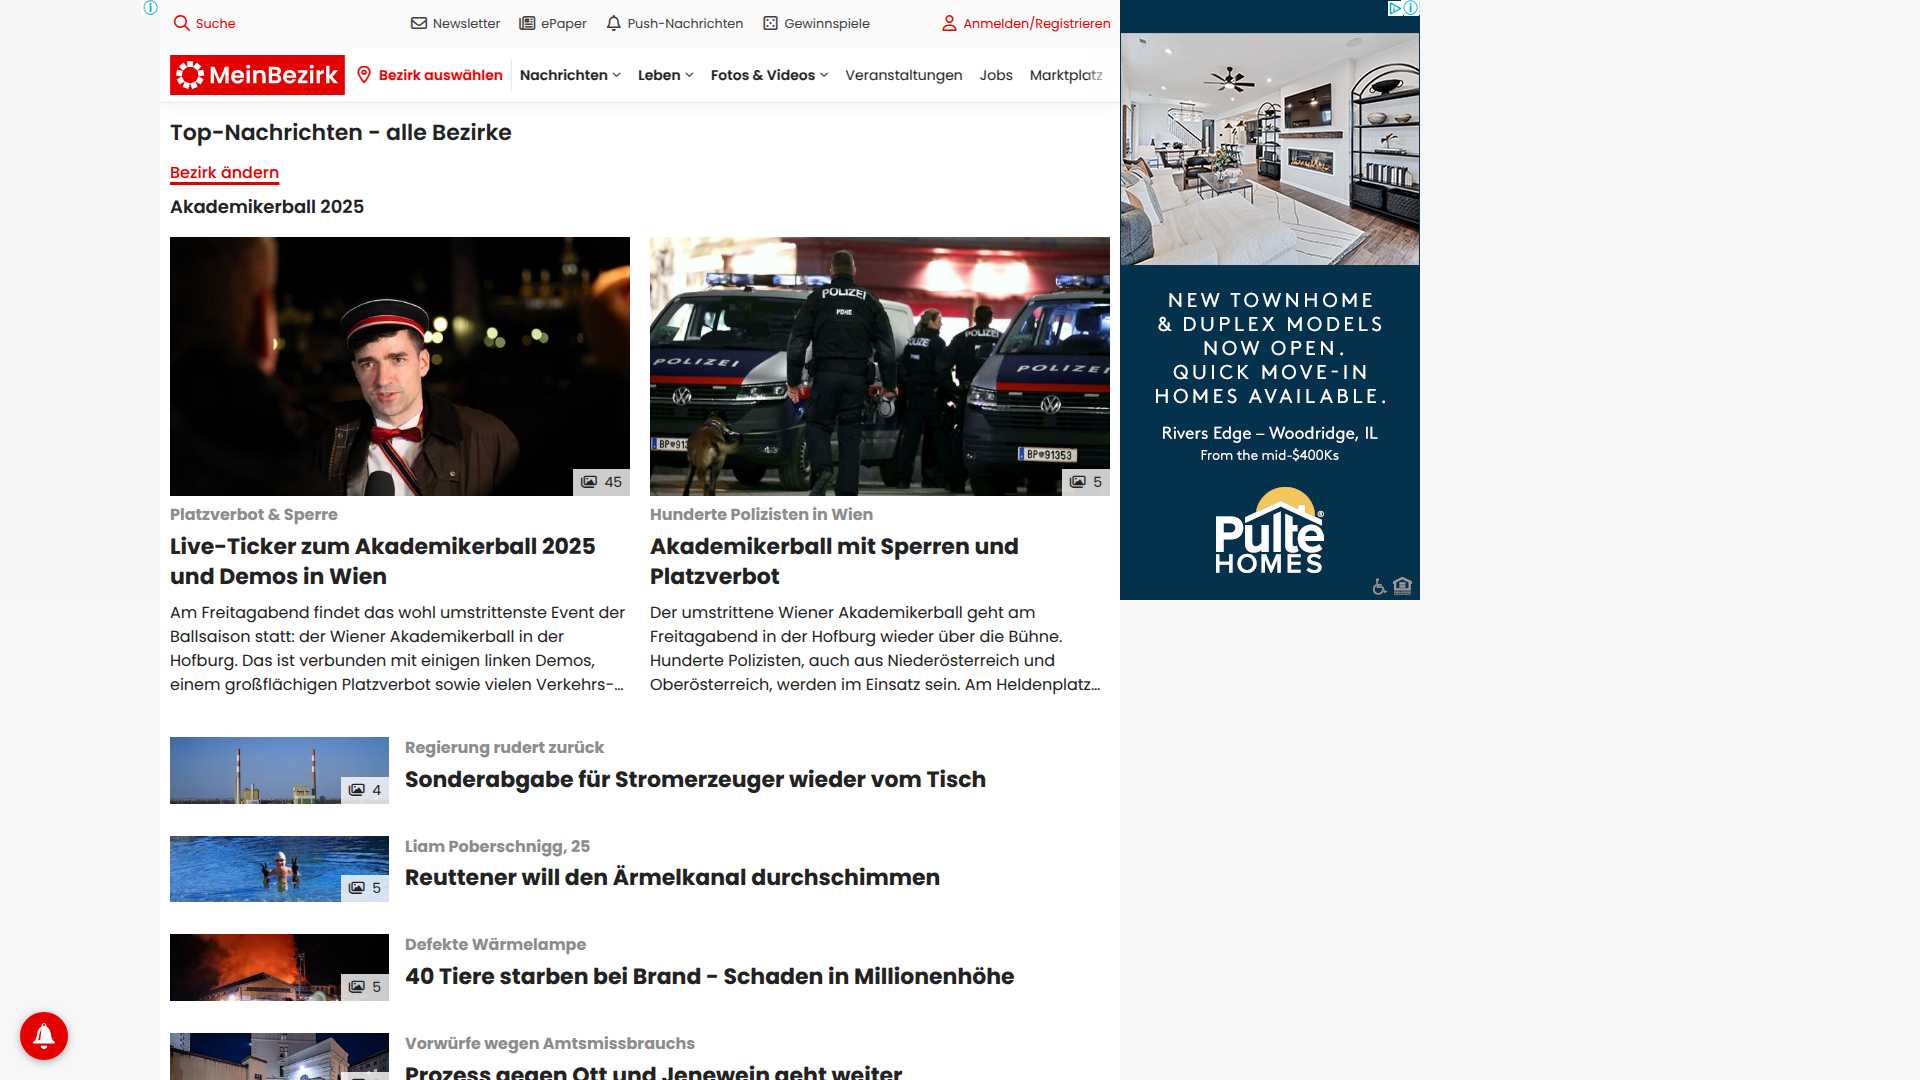 Suche
Newsletter
ePaper
Push-Nachrichten
Gewinnspiele
Anmelden/Registrieren
MeinBezirk
Bezirk auswählen
Nachrichten
Leben
Fotos & Videos
Veranstaltungen
Jobs
Marktplatz
Top-Nachrichten - alle Bezirke
Bezirk ändern
Akademikerball 2025
45
POLIZEI
POLIZEI
POLIZEI
POLIZEI
POLIZEI
BP 91353
5
Platzverbot & Sperre
Live-Ticker zum Akademikerball 2025
und Demos in Wien
Am Freitagabend findet das wohl umstrittenste Event der
Ballsaison statt: der Wiener Akademikerball in der
Hofburg. Das ist verbunden mit einigen linken Demos,
einem großflächigen Platzverbot sowie vielen Verkehrs-...
Hunderte Polizisten in Wien
Akademikerball mit Sperren und
Platzverbot
Der umstrittene Wiener Akademikerball geht am
Freitagabend in der Hofburg wieder über die Bühne.
Hunderte Polizisten, auch aus Niederösterreich und
Oberösterreich, werden im Einsatz sein. Am Heldenplatz...
4
Regierung rudert zurück
Sonderabgabe für Stromerzeuger wieder vom Tisch
5
Liam Poberschnigg, 25
Reuttener will den Ärmelkanal durchschimmen
5
Defekte Wärmelampe
40 Tiere starben bei Brand - Schaden in Millionenhöhe
Vorwürfe wegen Amtsmissbrauchs
Prozess gegen Ott und Jenewein geht weiter
NEW TOWNHOME
& DUPLEX MODELS
NOW OPEN.
QUICK MOVE-IN
HOMES AVAILABLE.
Rivers Edge – Woodridge, IL
From the mid-$400Ks
Pulte®
HOMES